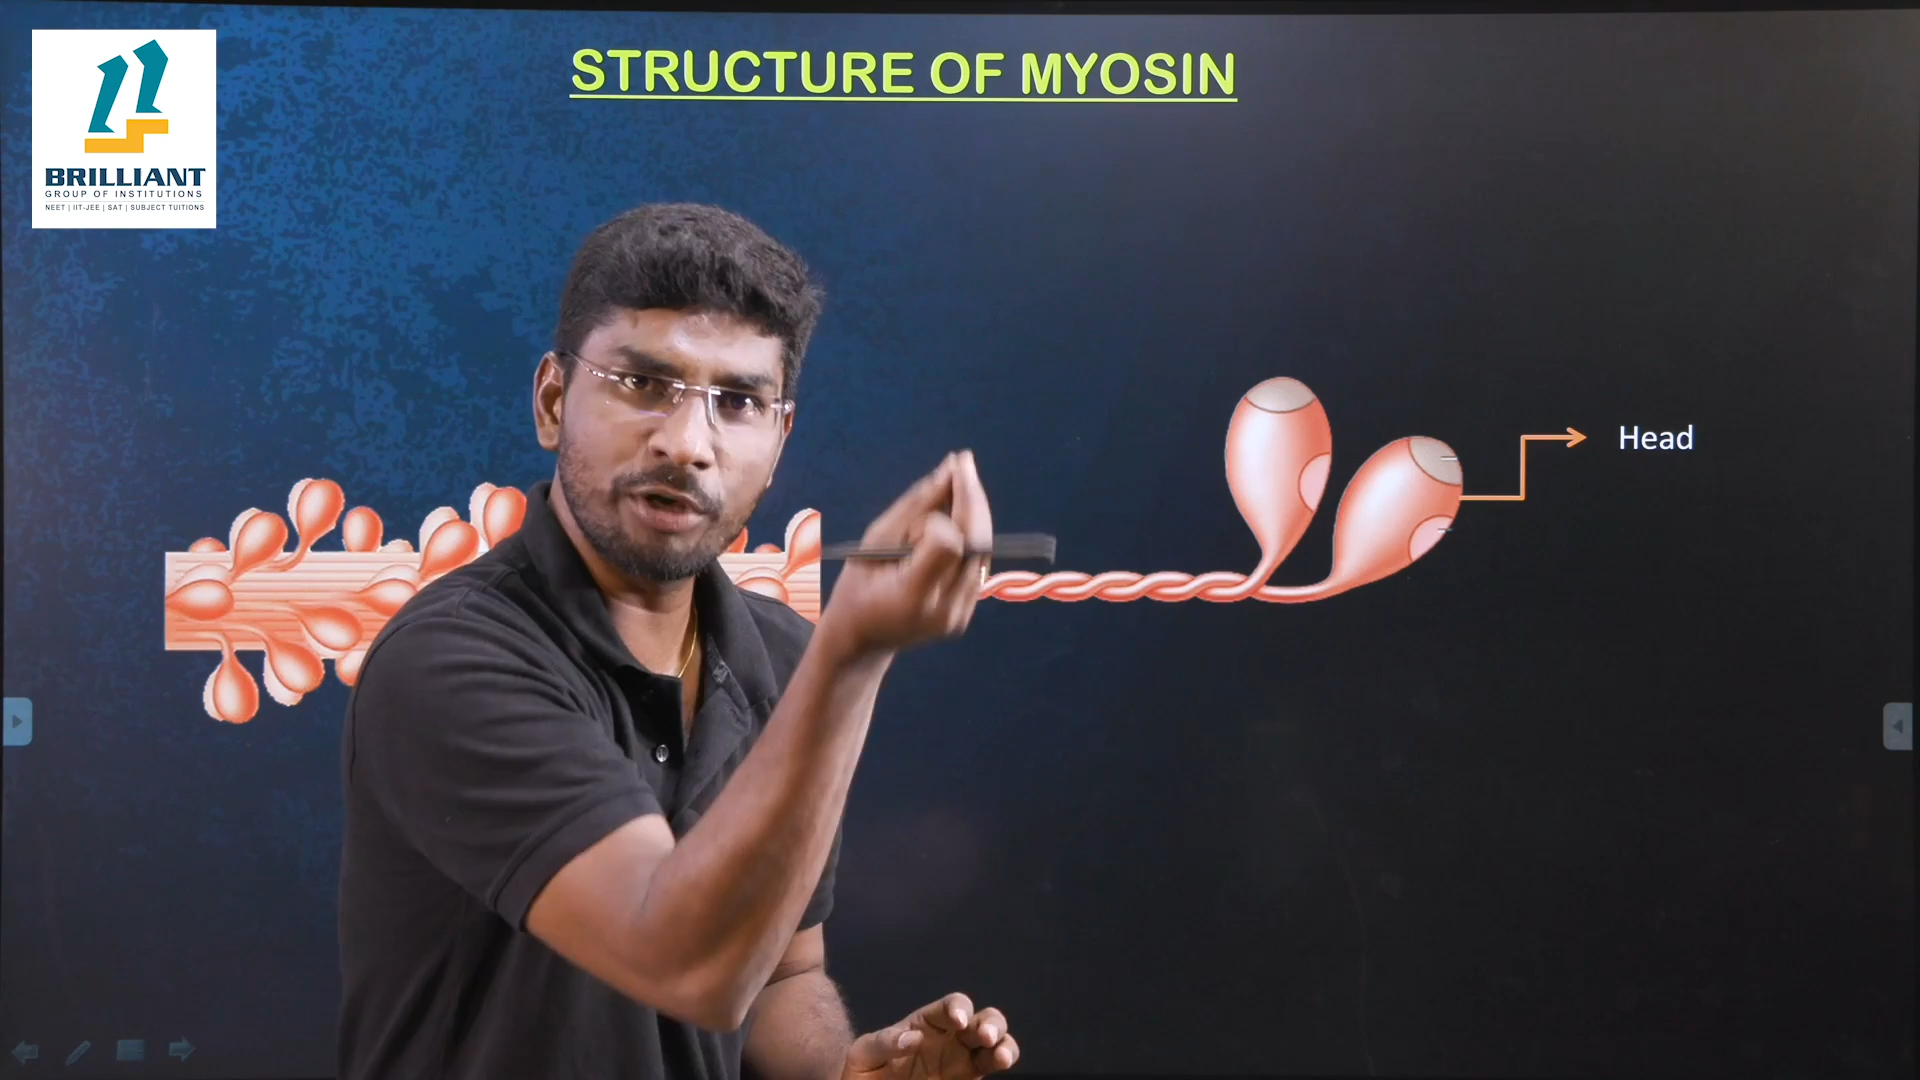 STRUCTURE OF MYOSIN
BRILLIANT
GROUP OF INSTITUTIONS
NEET | IIT-JEE | SAT | SUBJECT TUITIONS
Head